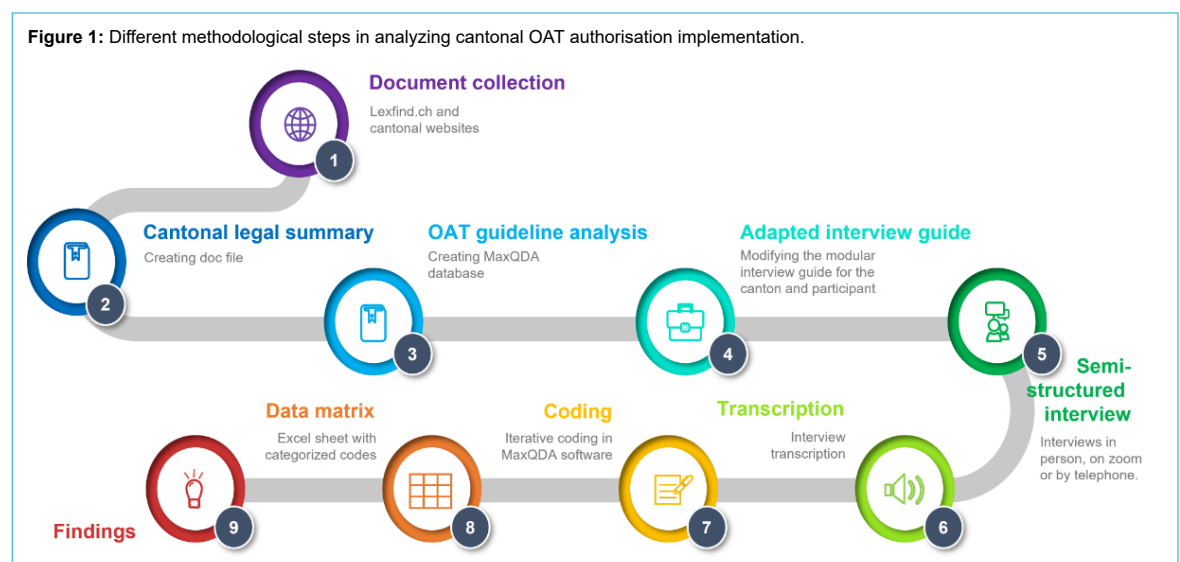 Figure 1: Different methodological steps in analyzing cantonal OAT authorisation implementation.
Document collection
Lexfind.ch and
cantonal websites
1
Cantonal legal summary
Creating doc file
2
OAT guideline analysis
Creating MaxQDA
database
3
Adapted interview guide
Modifying the modular
interview guide for the
canton and participant
4
5
Semi-
structured
interview
Interviews in
person, on zoom
or by telephone.
Transcription
Interview
transcription
6
Coding
Iterative coding in
MaxQDA software
7
Data matrix
Excel sheet with
categorized codes
8
Findings
9